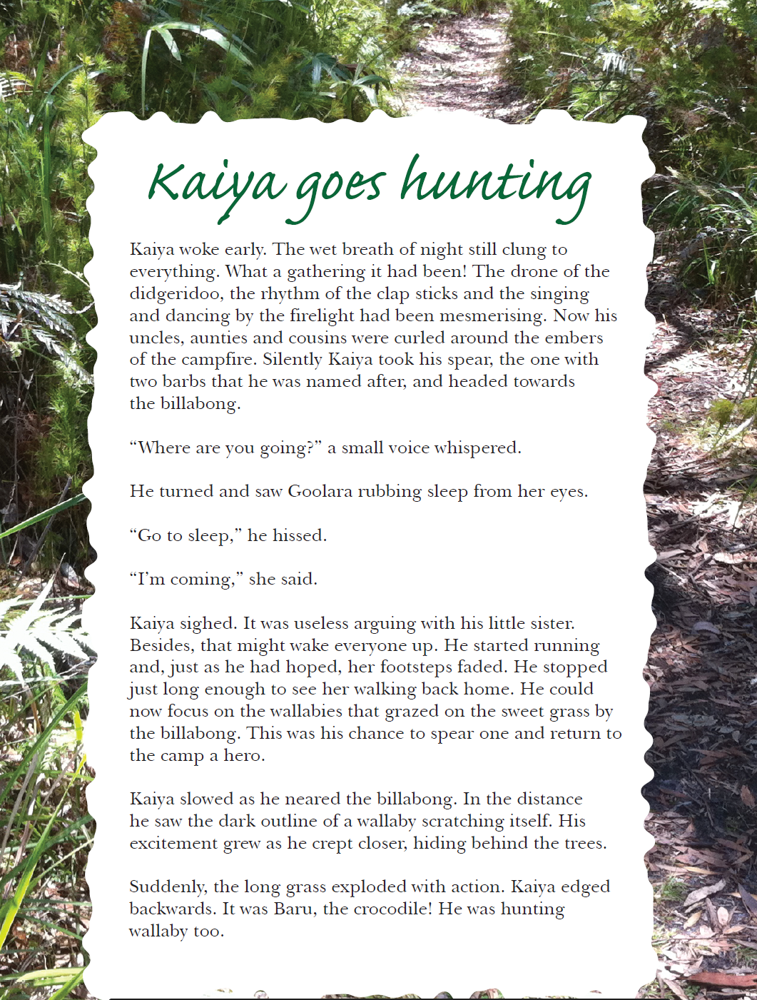 Kaiya goes hunting
Kaiya woke early. The wet breath of night still clung to
everything. What a gathering it had been! The drone of the
didgeridoo, the rhythm of the clap sticks and the singing
and dancing by the firelight had been mesmerising. Now his
uncles, aunties and cousins were curled around the embers
of the campfire. Silently Kaiya took his spear, the one with
two barbs that he was named after, and headed towards
the billabong.
“Where are you going?” a small voice whispered.
He turned and saw Goolara rubbing sleep from her eyes.
“Go to sleep,” he hissed.
“I’m coming,” she said.
Kaiya sighed. It was useless arguing with his little sister.
Besides, that might wake everyone up. He started running
and, just as he had hoped, her footsteps faded. He stopped
just long enough to see her walking back home. He could
now focus on the wallabies that grazed on the sweet grass by
the billabong. This was his chance to spear one and return to
the camp a hero.
Kaiya slowed as he neared the billabong. In the distance
he saw the dark outline of a wallaby scratching itself. His
excitement grew as he crept closer, hiding behind the trees.
Suddenly, the long grass exploded with action. Kaiya edged
backwards. It was Baru, the crocodile! He was hunting
wallaby too.